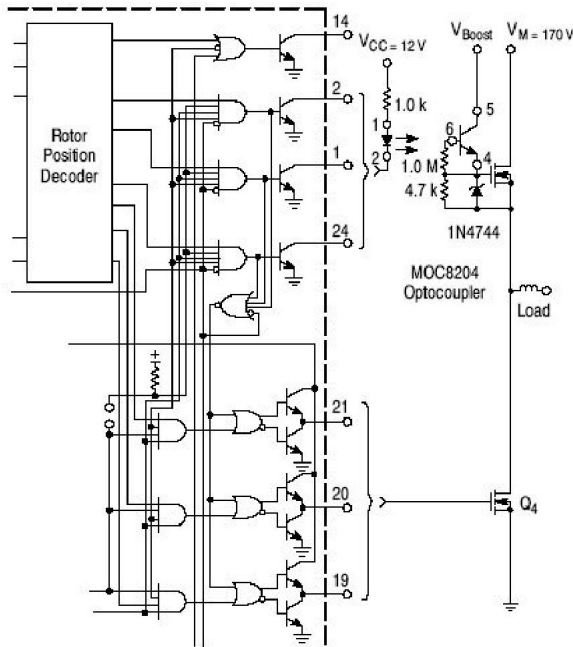 14
V_CC = 12 V
V_Boost
V_M = 170 V
2
1.0 k
5
1
6
Rotor
Position
Decoder
1
2
1.0 M
4
4.7 k
24
1N4744
MOC8204
Optocoupler
Load
+
21
20
Q_4
19